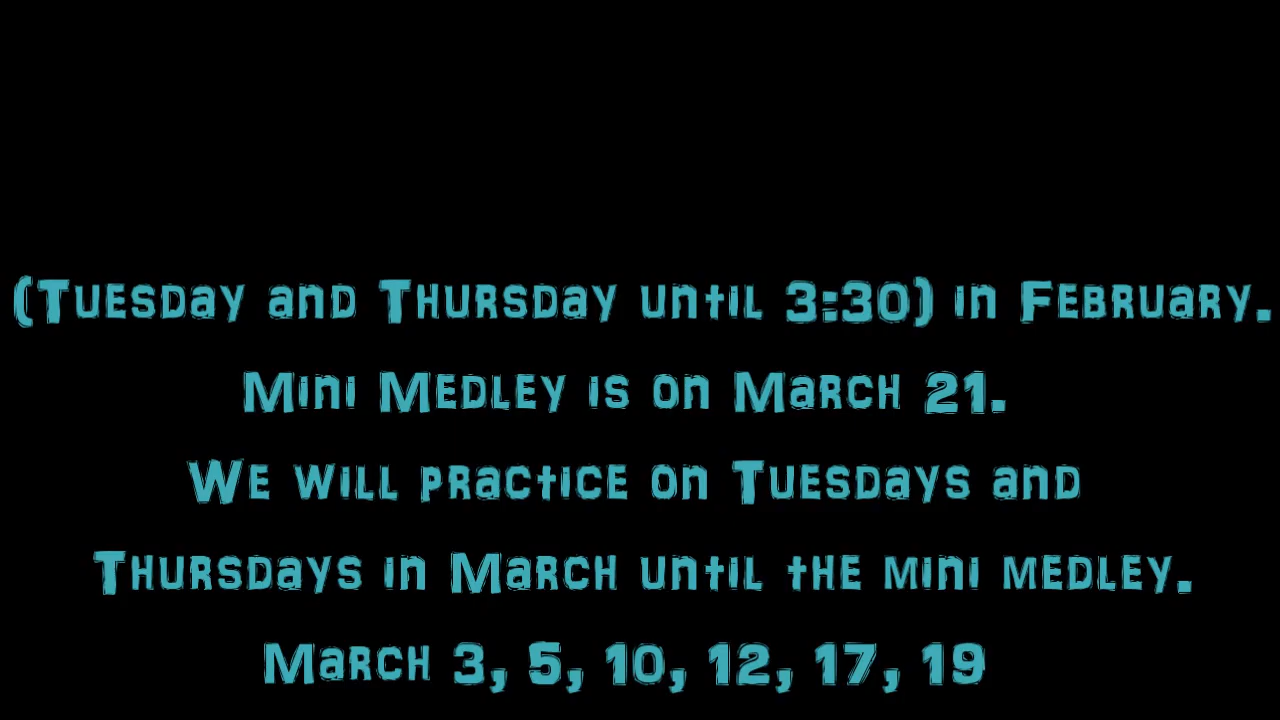 (Tuesday and Thursday until 3:30) in February.
Mini Medley is on March 21.
We will practice on Tuesdays and
Thursdays in March until the mini medley.
March 3, 5, 10, 12, 17, 19